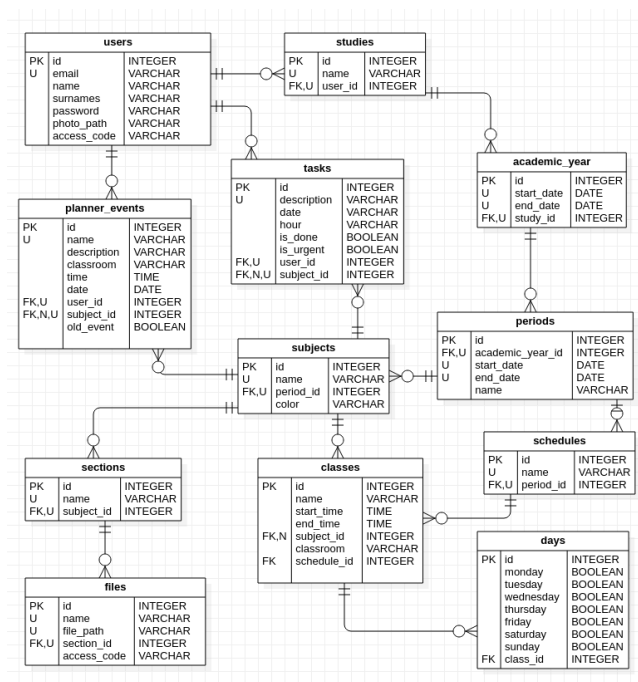 users
PK id INTEGER
U email VARCHAR
name VARCHAR
surnames VARCHAR
password VARCHAR
photo_path VARCHAR
access_code VARCHAR
studies
PK id INTEGER
U name VARCHAR
FK,U user_id INTEGER
tasks
PK id INTEGER
U description VARCHAR
date VARCHAR
hour VARCHAR
is_done BOOLEAN
is_urgent BOOLEAN
FK,U user_id INTEGER
FK,N,U subject_id INTEGER
academic_year
PK id INTEGER
U start_date DATE
U end_date DATE
FK,U study_id INTEGER
planner_events
PK id INTEGER
U name VARCHAR
description VARCHAR
classroom VARCHAR
time TIME
date DATE
FK,U user_id INTEGER
FK,N,U subject_id INTEGER
old_event BOOLEAN
subjects
PK id INTEGER
U name VARCHAR
FK,U period_id INTEGER
color VARCHAR
periods
PK id INTEGER
FK,U academic_year_id INTEGER
U start_date DATE
U end_date DATE
name VARCHAR
schedules
PK id INTEGER
U name VARCHAR
FK,U period_id INTEGER
sections
PK id INTEGER
U name VARCHAR
FK,U subject_id INTEGER
classes
PK id INTEGER
name VARCHAR
start_time TIME
end_time TIME
FK,N subject_id INTEGER
classroom VARCHAR
FK schedule_id INTEGER
days
PK id INTEGER
monday BOOLEAN
tuesday BOOLEAN
wednesday BOOLEAN
thursday BOOLEAN
friday BOOLEAN
saturday BOOLEAN
sunday BOOLEAN
FK class_id INTEGER
files
PK id INTEGER
U name VARCHAR
U file_path VARCHAR
FK,U section_id INTEGER
access_code VARCHAR